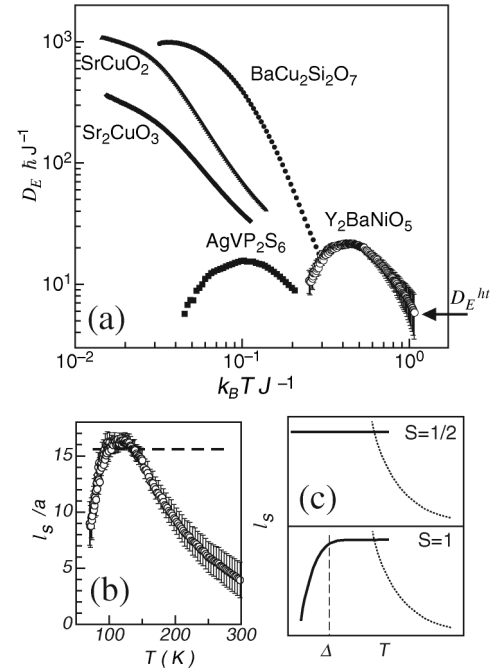 (a)
D_E ħ J⁻¹
10³
10²
10¹
SrCuO₂
BaCu₂Si₂O₇
Sr₂CuO₃
AgVP₂S₆
Y₂BaNiO₅
D_E^ht
10⁻² 10⁻¹ 10⁰
k_B T J⁻¹
(b)
l_s /a
15
10
5
0
100 200 300
T (K)
(c)
l_s
S=1/2
S=1
Δ T